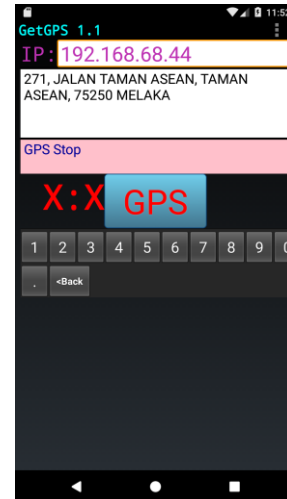 11:52
GetGPS 1.1
IP: 192.168.68.44
271, JALAN TAMAN ASEAN, TAMAN
ASEAN, 75250 MELAKA
GPS Stop
X:X GPS
1 2 3 4 5 6 7 8 9 0
. <Back